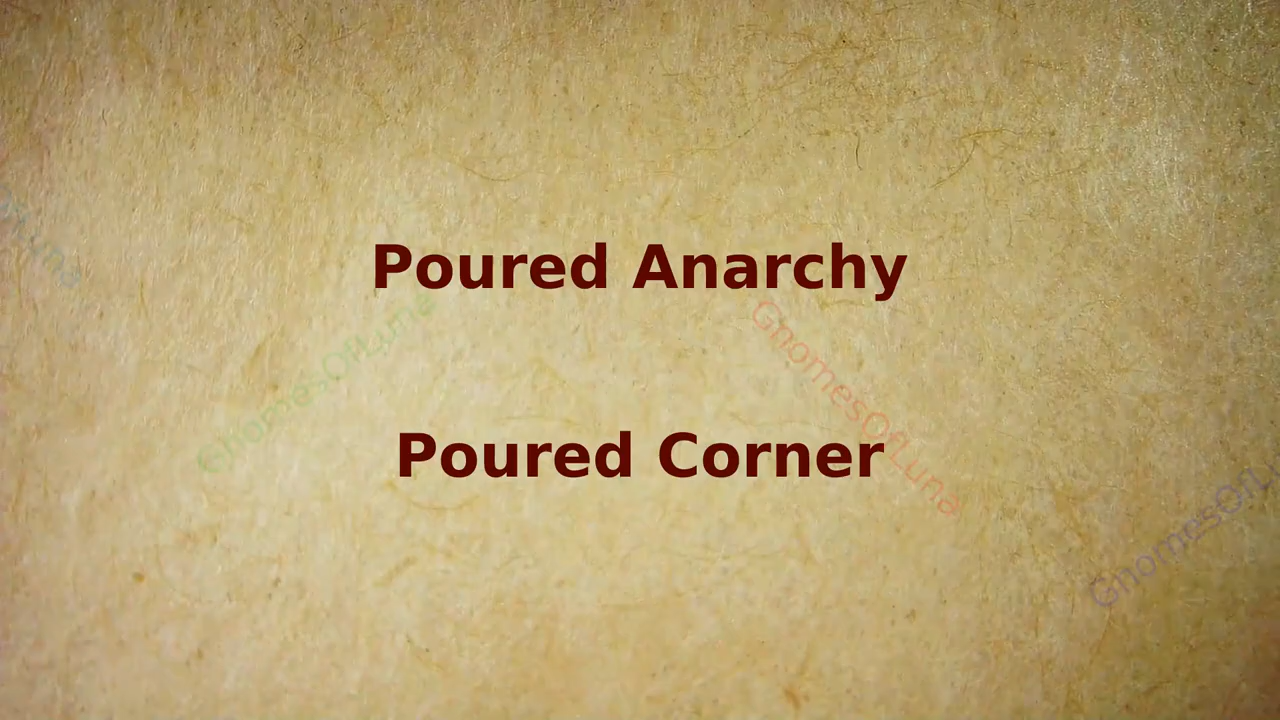 Poured Anarchy
GnomesOfLuna
GnomesOfLuna
Poured Corner